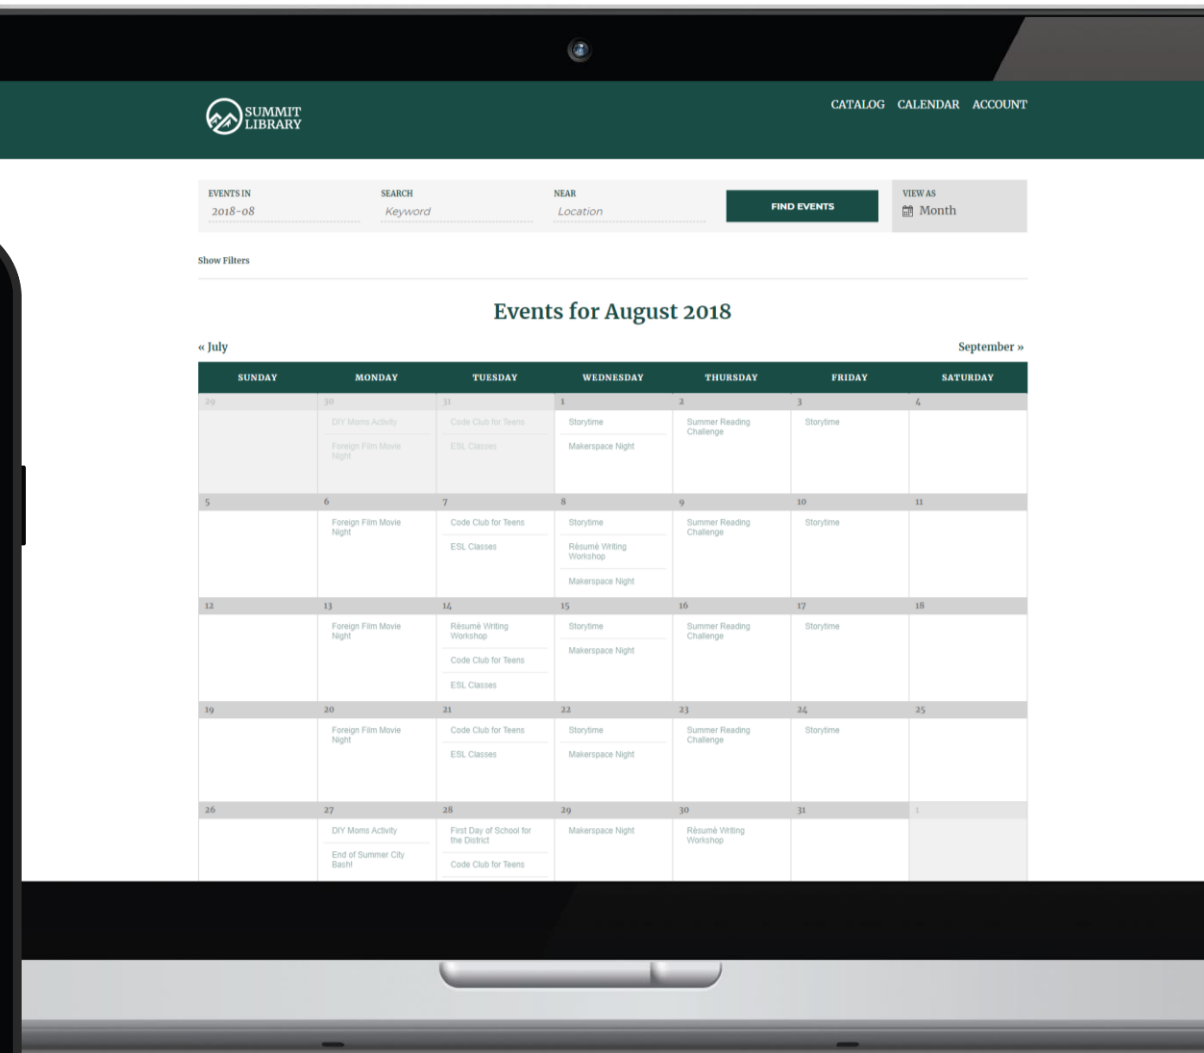 SUMMIT
LIBRARY
CATALOG CALENDAR ACCOUNT
EVENTS IN
2018-08
SEARCH
Keyword
NEAR
Location
FIND EVENTS
VIEW AS
Month
Show Filters
Events for August 2018
« July
September »
SUNDAY MONDAY TUESDAY WEDNESDAY THURSDAY FRIDAY SATURDAY
29 30 31 1 2 3 4
DIY Moms Activity
Foreign Film Movie
Night
Code Club for Teens
ESL Classes
Storytime
Makerspace Night
Summer Reading
Challenge
Storytime
5 6 7 8 9 10 11
Foreign Film Movie
Night
Code Club for Teens
ESL Classes
Storytime
Résumé Writing
Workshop
Makerspace Night
Summer Reading
Challenge
Storytime
12 13 14 15 16 17 18
Foreign Film Movie
Night
Résumé Writing
Workshop
Code Club for Teens
ESL Classes
Storytime
Makerspace Night
Summer Reading
Challenge
Storytime
19 20 21 22 23 24 25
Foreign Film Movie
Night
Code Club for Teens
ESL Classes
Storytime
Makerspace Night
Summer Reading
Challenge
Storytime
26 27 28 29 30 31 1
DIY Moms Activity
End of Summer City
Bash!
First Day of School for
the District
Code Club for Teens
Makerspace Night
Résumé Writing
Workshop